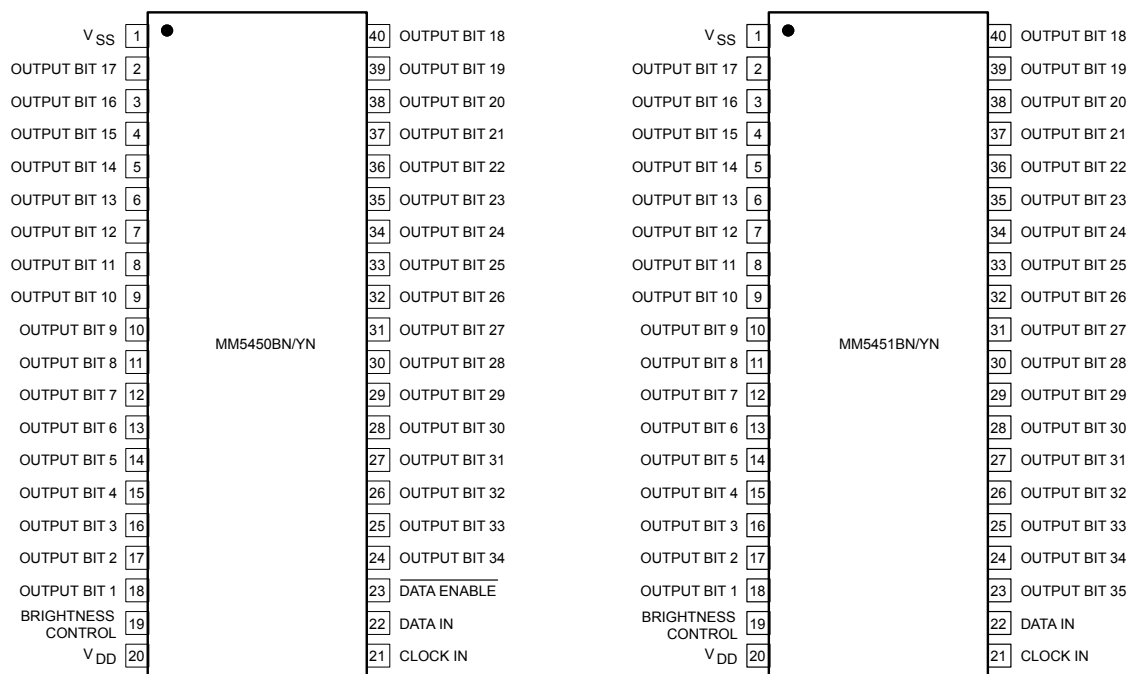 VSS 1
OUTPUT BIT 17 2
OUTPUT BIT 16 3
OUTPUT BIT 15 4
OUTPUT BIT 14 5
OUTPUT BIT 13 6
OUTPUT BIT 12 7
OUTPUT BIT 11 8
OUTPUT BIT 10 9
OUTPUT BIT 9 10
OUTPUT BIT 8 11
OUTPUT BIT 7 12
OUTPUT BIT 6 13
OUTPUT BIT 5 14
OUTPUT BIT 4 15
OUTPUT BIT 3 16
OUTPUT BIT 2 17
OUTPUT BIT 1 18
BRIGHTNESS
CONTROL 19
VDD 20
MM5450BN/YN
40 OUTPUT BIT 18
39 OUTPUT BIT 19
38 OUTPUT BIT 20
37 OUTPUT BIT 21
36 OUTPUT BIT 22
35 OUTPUT BIT 23
34 OUTPUT BIT 24
33 OUTPUT BIT 25
32 OUTPUT BIT 26
31 OUTPUT BIT 27
30 OUTPUT BIT 28
29 OUTPUT BIT 29
28 OUTPUT BIT 30
27 OUTPUT BIT 31
26 OUTPUT BIT 32
25 OUTPUT BIT 33
24 OUTPUT BIT 34
23 DATA ENABLE
22 DATA IN
21 CLOCK IN
VSS 1
OUTPUT BIT 17 2
OUTPUT BIT 16 3
OUTPUT BIT 15 4
OUTPUT BIT 14 5
OUTPUT BIT 13 6
OUTPUT BIT 12 7
OUTPUT BIT 11 8
OUTPUT BIT 10 9
OUTPUT BIT 9 10
OUTPUT BIT 8 11
OUTPUT BIT 7 12
OUTPUT BIT 6 13
OUTPUT BIT 5 14
OUTPUT BIT 4 15
OUTPUT BIT 3 16
OUTPUT BIT 2 17
OUTPUT BIT 1 18
BRIGHTNESS
CONTROL 19
VDD 20
MM5451BN/YN
40 OUTPUT BIT 18
39 OUTPUT BIT 19
38 OUTPUT BIT 20
37 OUTPUT BIT 21
36 OUTPUT BIT 22
35 OUTPUT BIT 23
34 OUTPUT BIT 24
33 OUTPUT BIT 25
32 OUTPUT BIT 26
31 OUTPUT BIT 27
30 OUTPUT BIT 28
29 OUTPUT BIT 29
28 OUTPUT BIT 30
27 OUTPUT BIT 31
26 OUTPUT BIT 32
25 OUTPUT BIT 33
24 OUTPUT BIT 34
23 OUTPUT BIT 35
22 DATA IN
21 CLOCK IN